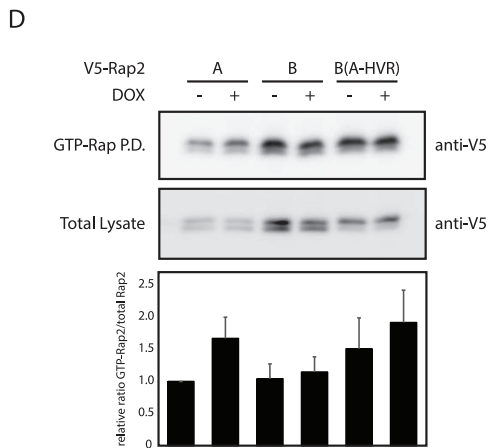 D
V5-Rap2 A B B(A-HVR)
DOX - + - + - +
GTP-Rap P.D. anti-V5
Total Lysate anti-V5
relative ratio GTP-Rap2/total Rap2
2.5
2.0
1.5
1.0
0.5
0